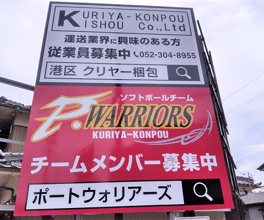 KURIYA-KONPOU
KISHOU Co.,Ltd
運送業界に興味のある方
従業員募集中 052-304-8955
港区 クリヤー梱包
ソフトボールチーム
P.WARRIORS
KURIYA-KONPOU
チームメンバー募集中
ポートウォリアーズ